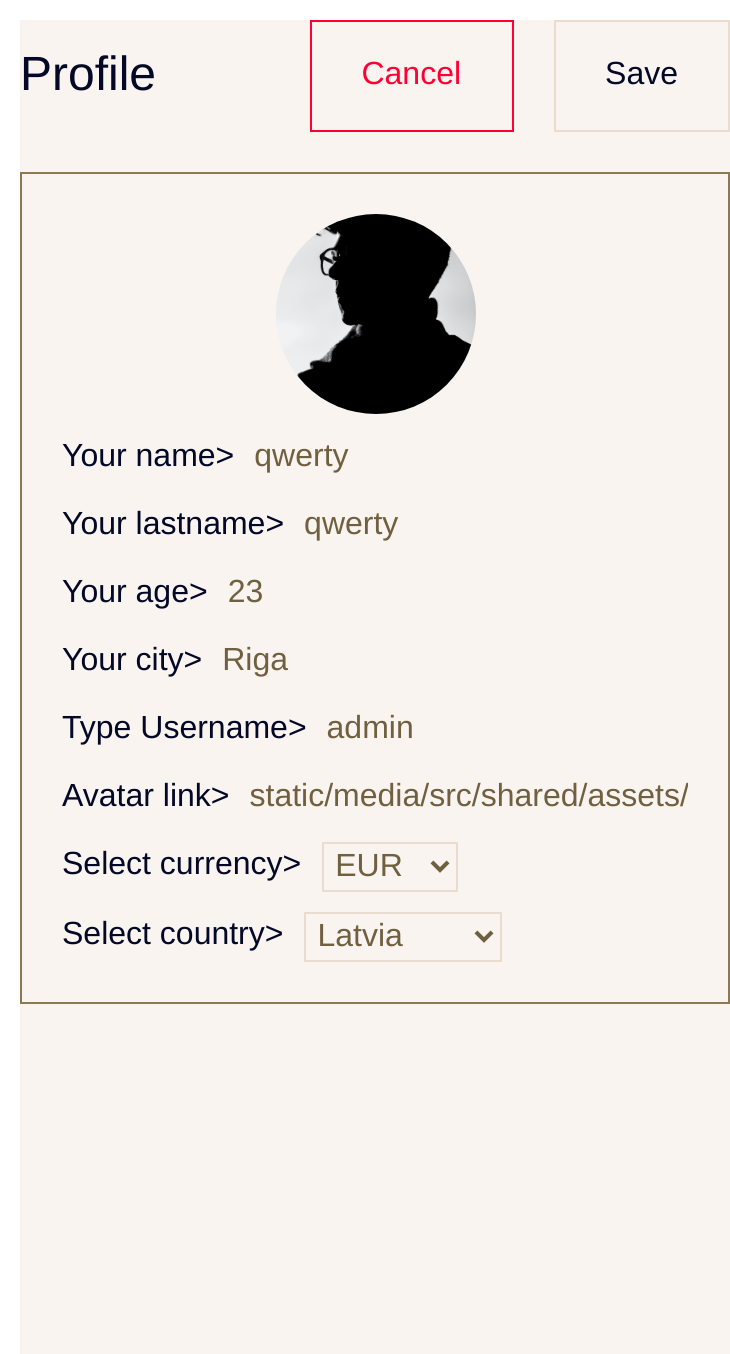 Profile Cancel Save
Your name> qwerty
Your lastname> qwerty
Your age> 23
Your city> Riga
Type Username> admin
Avatar link> static/media/src/shared/assets/
Select currency> EUR
Select country> Latvia